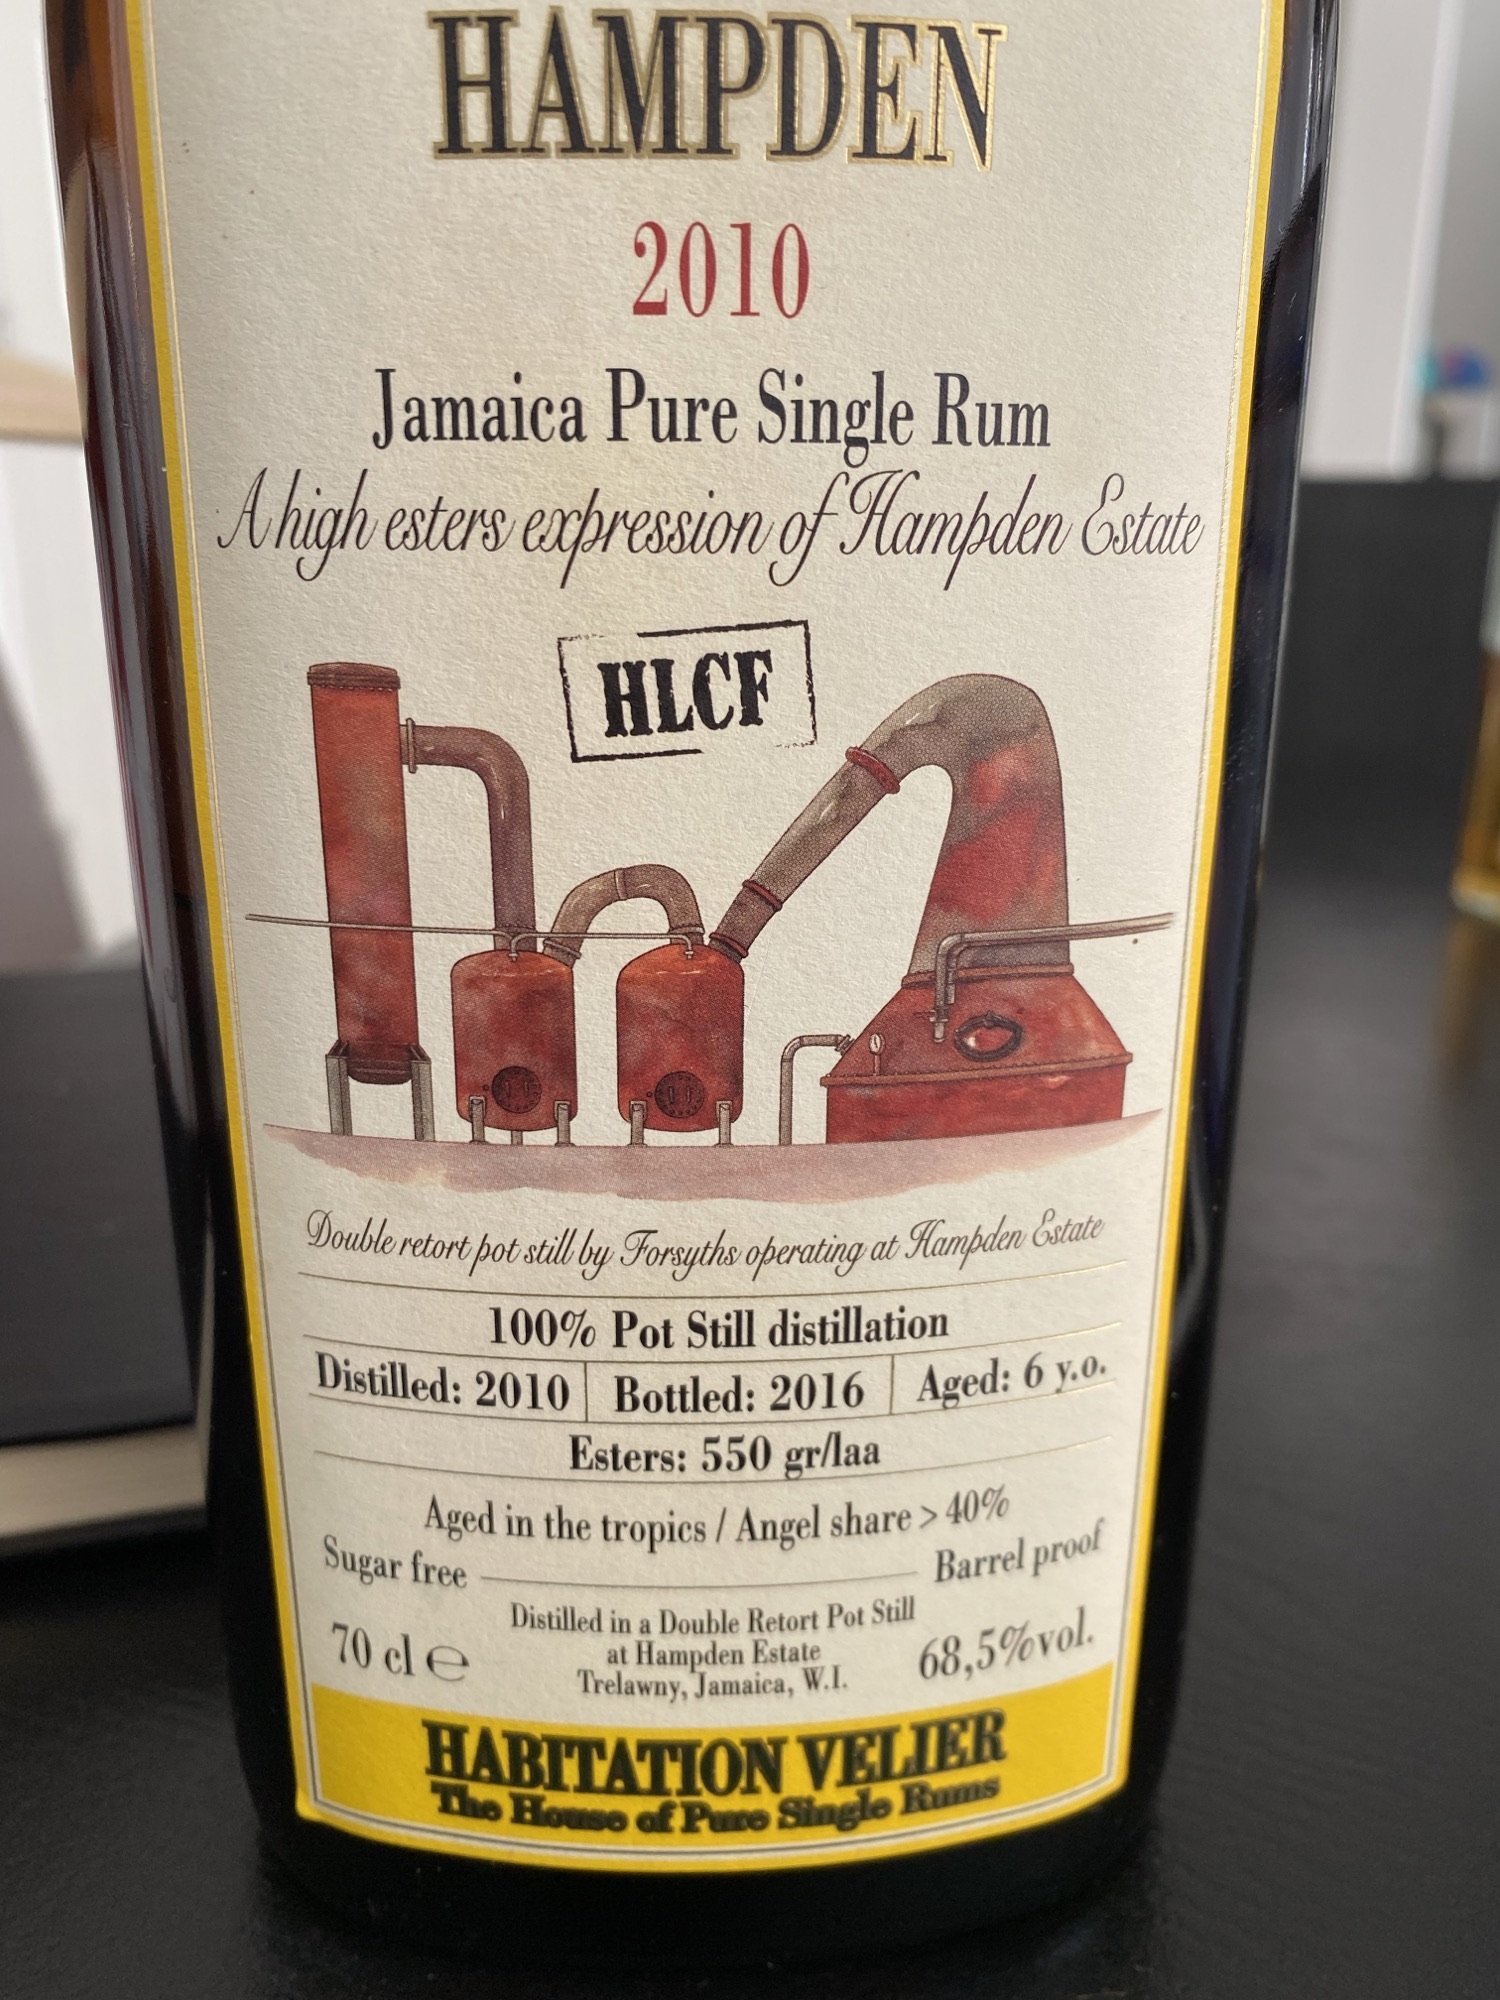 HAMPDEN
2010
Jamaica Pure Single Rum
A high esters expression of Hampden Estate
HLCF
Double retort pot still by Forsyths operating at Hampden Estate
100% Pot Still distillation
Distilled: 2010 Bottled: 2016 Aged: 6 y.o.
Esters: 550 gr/laa
Aged in the tropics / Angel share > 40%
Sugar free Barrel proof
Distilled in a Double Retort Pot Still
at Hampden Estate
Trelawny, Jamaica, W.I.
70 cl ℮ 68,5%vol.
HABITATION VELIER
The House of Pure Single Rums